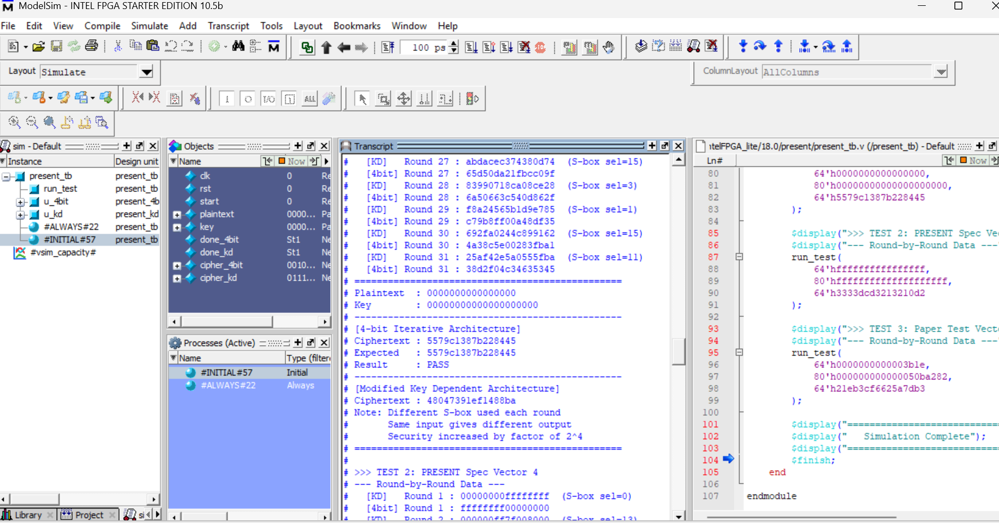 ModelSim - INTEL FPGA STARTER EDITION 10.5b
File Edit View Compile Simulate Add Transcript Tools Layout Bookmarks Window Help
100 ps
Layout Simulate
ColumnLayout AllColumns
sim - Default
Instance Design unit
present_tb present_tb
run_test present_tb
u_4bit present_4b
u_kd present_kd
#ALWAYS#22 present_tb
#INITIAL#57 present_tb
#vsim_capacity#
Library Project si
Objects
Name Now
clk 0 Re
rst 0 Re
start 0 Re
plaintext 0000... Pa
key 0000... Pa
done_4bit St1 Ne
done_kd St1 Ne
cipher_4bit 0010... Ne
cipher_kd 0111... Ne
Processes (Active)
Name Type (filter
#INITIAL#57 Initial
#ALWAYS#22 Always
Transcript
# [KD] Round 27 : abdacec374380d74 (S-box sel=15)
# [4bit] Round 27 : 65d50da21fbcc09f
# [KD] Round 28 : 83990718ca08ce28 (S-box sel=3)
# [4bit] Round 28 : 6a50663c540d862f
# [KD] Round 29 : f8a24565b1d9e785 (S-box sel=1)
# [4bit] Round 29 : c79b8ff00a48df35
# [KD] Round 30 : 692fa0244c899162 (S-box sel=15)
# [4bit] Round 30 : 4a38c5e00283fba1
# [KD] Round 31 : 25af42e5a0555fba (S-box sel=11)
# [4bit] Round 31 : 38d2f04c34635345
# ================================================
# Plaintext : 0000000000000000
# Key : 00000000000000000000
# ------------------------------------------------
# [4-bit Iterative Architecture]
# Ciphertext : 5579c1387b228445
# Expected : 5579c1387b228445
# Result : PASS
# ------------------------------------------------
# [Modified Key Dependent Architecture]
# Ciphertext : 48047391ef1488ba
# Note: Different S-box used each round
# Same input gives different output
# Security increased by factor of 2^4
# ================================================
#
# >>> TEST 2: PRESENT Spec Vector 4
# --- Round-by-Round Data ---
# [KD] Round 1 : 00000000ffffffff (S-box sel=0)
# [4bit] Round 1 : ffffffff00000000
# [KD] Round 2 : 000000ff7f008000 (S-box sel=13)
ntelFPGA_lite/18.0/present/present_tb.v (/present_tb) - Default
Ln# Now
80 64'h0000000000000000,
81 80'h00000000000000000000,
82 64'h5579c1387b228445
83 );
84
85 $display(">>> TEST 2: PRESENT Spec Vec
86 $display("--- Round-by-Round Data ---"
87 run_test(
88 64'hffffffffffffffff,
89 80'hffffffffffffffffffff,
90 64'h3333dcd3213210d2
91 );
92
93 $display(">>> TEST 3: Paper Test Vecto
94 $display("--- Round-by-Round Data ---"
95 run_test(
96 64'h0000000000003b1e,
97 80'h000000000000050ba282,
98 64'h21eb3cf6625a7db3
99 );
100
101 $display("===========================
102 $display(" Simulation Complete");
103 $display("===========================
104 $finish;
105 end
106
107 endmodule